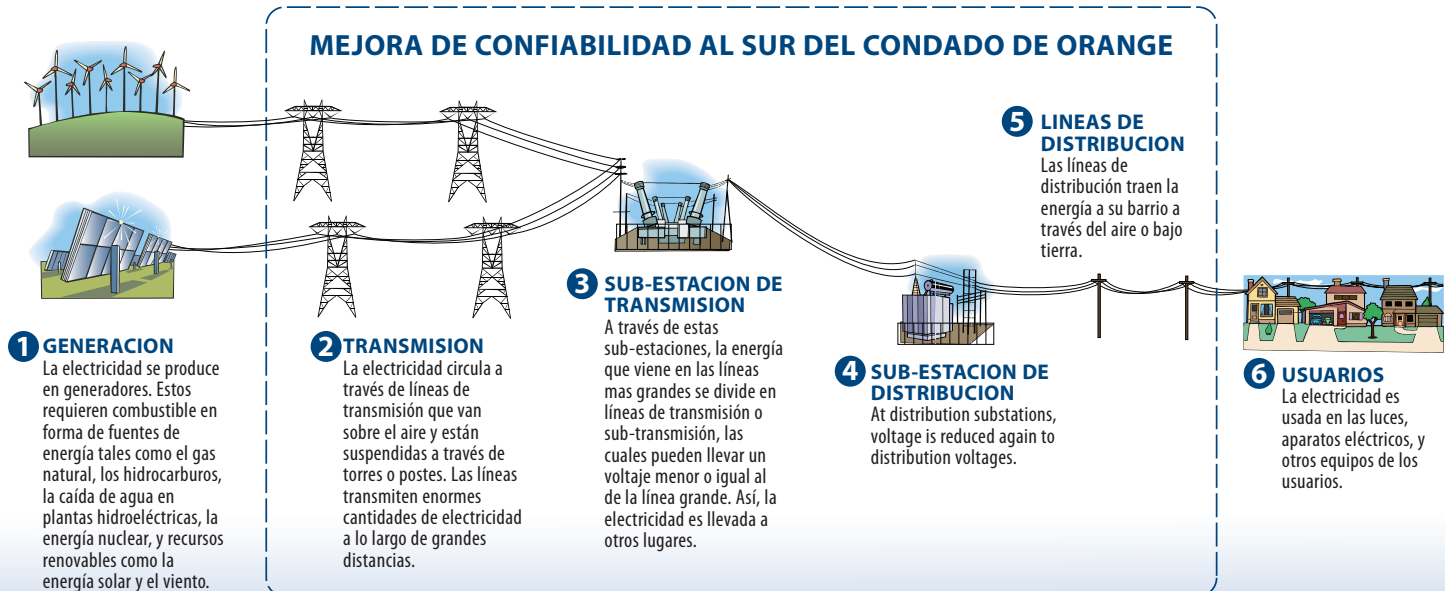 MEJORA DE CONFIABILIDAD AL SUR DEL CONDADO DE ORANGE
1 GENERACION
La electricidad se produce
en generadores. Estos
requieren combustible en
forma de fuentes de
energía tales como el gas
natural, los hidrocarburos,
la caída de agua en
plantas hidroeléctricas, la
energía nuclear, y recursos
renovables como la
energía solar y el viento.
2 TRANSMISION
La electricidad circula a
través de líneas de
transmisión que van
sobre el aire y están
suspendidas a través de
torres o postes. Las líneas
transmiten enormes
cantidades de electricidad
a lo largo de grandes
distancias.
3 SUB-ESTACION DE
TRANSMISION
A través de estas
sub-estaciones, la energía
que viene en las líneas
mas grandes se divide en
líneas de transmisión o
sub-transmisión, las
cuales pueden llevar un
voltaje menor o igual al
de la línea grande. Así, la
electricidad es llevada a
otros lugares.
4 SUB-ESTACION DE
DISTRIBUCION
At distribution substations,
voltage is reduced again to
distribution voltages.
5 LINEAS DE
DISTRIBUCION
Las líneas de
distribución traen la
energía a su barrio a
través del aire o bajo
tierra.
6 USUARIOS
La electricidad es
usada en las luces,
aparatos eléctricos, y
otros equipos de los
usuarios.